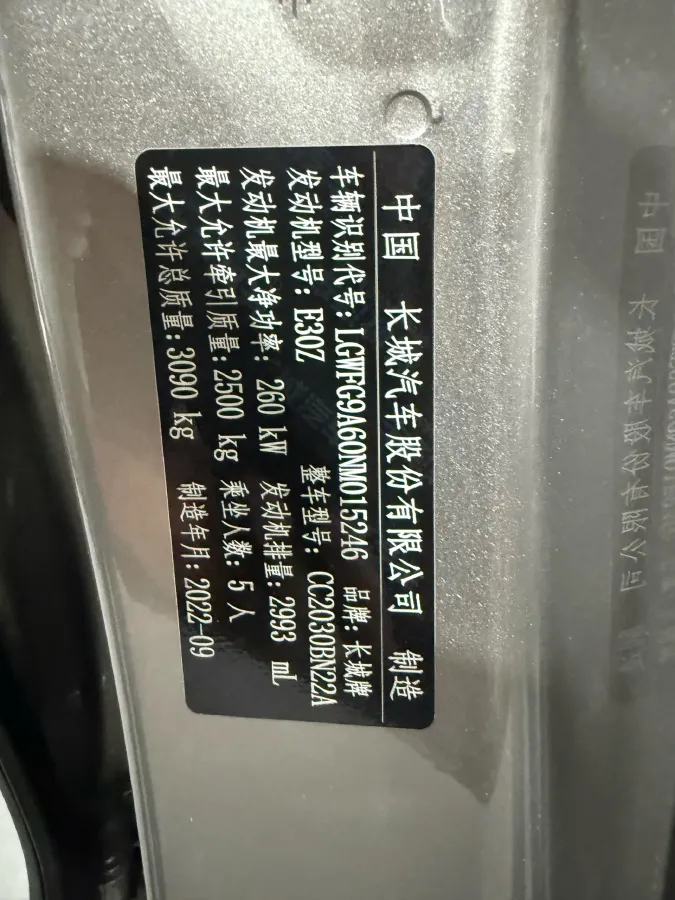 中国 长城汽车股份有限公司 制造
车辆识别代号:LGWFG9A60NM015246 品牌:长城牌
发动机型号:E30Z 整车型号:CC2030BN22A
发动机最大净功率:260 kW 发动机排量:2993 mL
最大允许牵引质量:2500 kg 乘坐人数:5 人
最大允许总质量:3090 kg 制造年月:2022-09